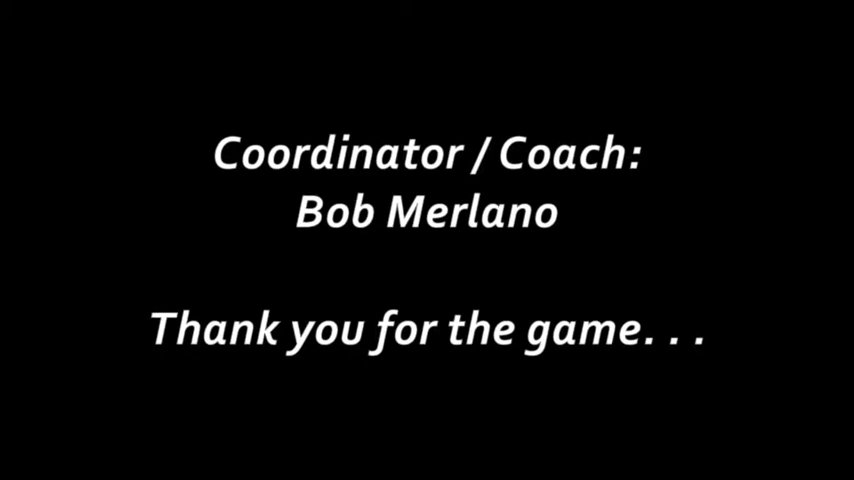 Coordinator / Coach:
Bob Merlano
Thank you for the game. . .